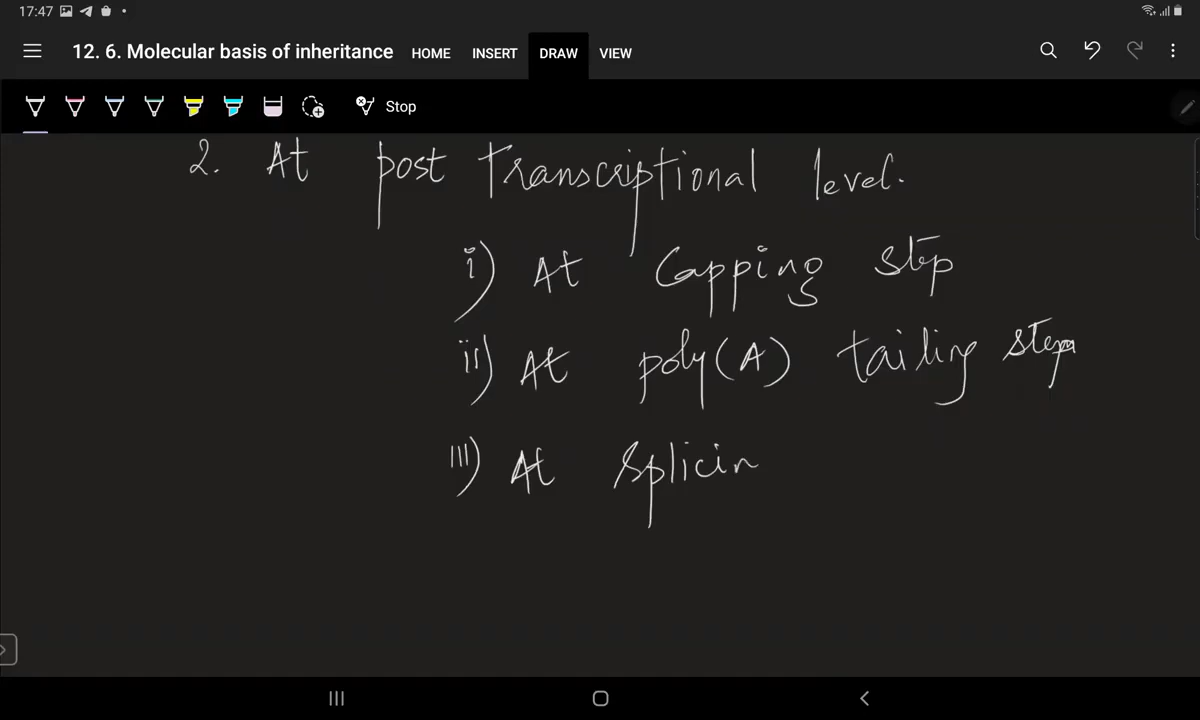 17:47
12. 6. Molecular basis of inheritance HOME INSERT DRAW VIEW
Stop
2. At post transcriptional level.
i) At Capping step
ii) At poly(A) tailing step
III) At Splicin